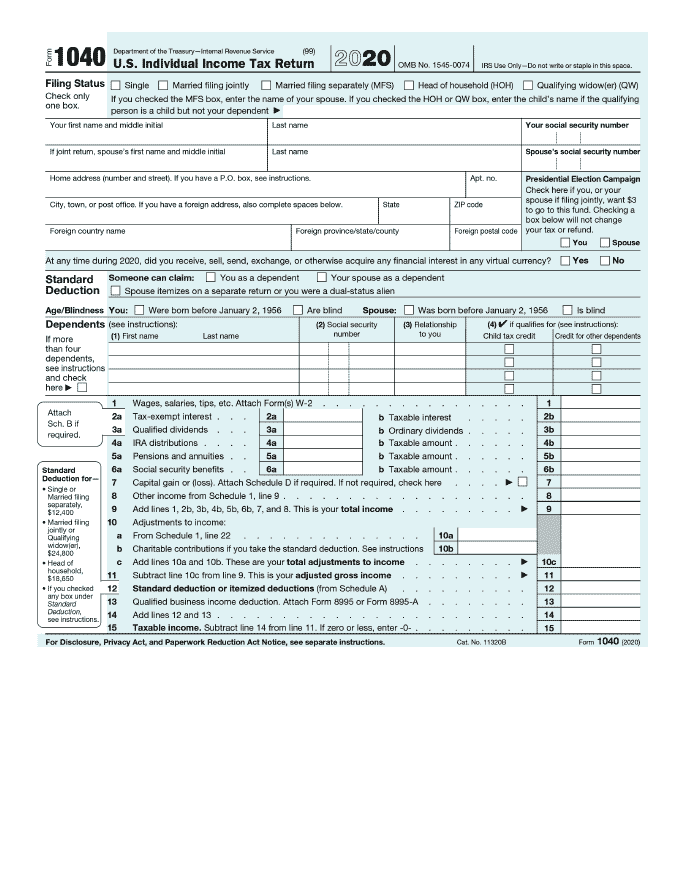 Form 1040 Department of the Treasury—Internal Revenue Service (99) U.S. Individual Income Tax Return 2020 OMB No. 1545-0074 IRS Use Only—Do not write or staple in this space.
Filing Status Check only one box. Single Married filing jointly Married filing separately (MFS) Head of household (HOH) Qualifying widow(er) (QW)
If you checked the MFS box, enter the name of your spouse. If you checked the HOH or QW box, enter the child's name if the qualifying
person is a child but not your dependent ▶
Your first name and middle initial Last name Your social security number
If joint return, spouse's first name and middle initial Last name Spouse's social security number
Home address (number and street). If you have a P.O. box, see instructions. Apt. no.
City, town, or post office. If you have a foreign address, also complete spaces below. State ZIP code
Foreign country name Foreign province/state/county Foreign postal code
Presidential Election Campaign
Check here if you, or your
spouse if filing jointly, want $3
to go to this fund. Checking a
box below will not change
your tax or refund.
You Spouse
At any time during 2020, did you receive, sell, send, exchange, or otherwise acquire any financial interest in any virtual currency? Yes No
Standard Deduction
Someone can claim: You as a dependent Your spouse as a dependent
Spouse itemizes on a separate return or you were a dual-status alien
Age/Blindness You: Were born before January 2, 1956 Are blind Spouse: Was born before January 2, 1956 Is blind
Dependents (see instructions): (2) Social security number (3) Relationship to you (4) ✔ if qualifies for (see instructions):
(1) First name Last name Child tax credit Credit for other dependents
If more
than four
dependents,
see instructions
and check
here ▶
Attach
Sch. B if
required.
1 Wages, salaries, tips, etc. Attach Form(s) W-2 . . . . . . . . . . . . . . 1
2a Tax-exempt interest . . . 2a b Taxable interest . . . . . 2b
3a Qualified dividends . . . 3a b Ordinary dividends . . . . . 3b
4a IRA distributions . . . . 4a b Taxable amount . . . . . . 4b
5a Pensions and annuities . . 5a b Taxable amount . . . . . . 5b
6a Social security benefits . . 6a b Taxable amount . . . . . . 6b
7 Capital gain or (loss). Attach Schedule D if required. If not required, check here . . . . ▶ 7
8 Other income from Schedule 1, line 9 . . . . . . . . . . . . . . . . 8
9 Add lines 1, 2b, 3b, 4b, 5b, 6b, 7, and 8. This is your total income . . . . . . . . ▶ 9
10 Adjustments to income:
a From Schedule 1, line 22 . . . . . . . . . . . . 10a
b Charitable contributions if you take the standard deduction. See instructions 10b
c Add lines 10a and 10b. These are your total adjustments to income . . . . . . . ▶ 10c
11 Subtract line 10c from line 9. This is your adjusted gross income . . . . . . . ▶ 11
12 Standard deduction or itemized deductions (from Schedule A) . . . . . . . . . 12
13 Qualified business income deduction. Attach Form 8995 or Form 8995-A . . . . . . . 13
14 Add lines 12 and 13 . . . . . . . . . . . . . . . . . . . . 14
15 Taxable income. Subtract line 14 from line 11. If zero or less, enter -0- . . . . . . . . 15
Standard
Deduction for—
• Single or
Married filing
separately,
$12,400
• Married filing
jointly or
Qualifying
widow(er),
$24,800
• Head of
household,
$18,650
• If you checked
any box under
Standard
Deduction,
see instructions.
For Disclosure, Privacy Act, and Paperwork Reduction Act Notice, see separate instructions. Cat. No. 11320B Form 1040 (2020)